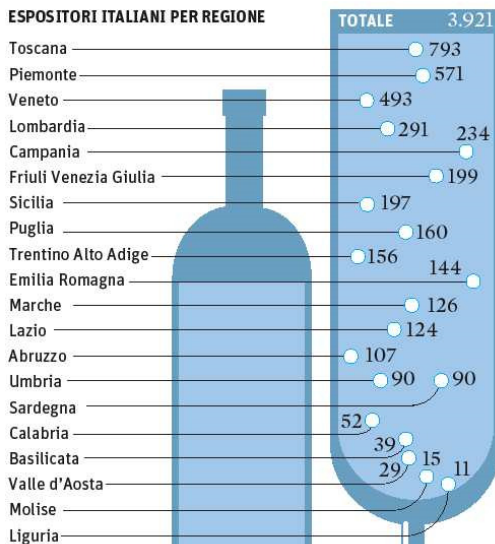 ESPOSITORI ITALIANI PER REGIONE
TOTALE 3.921
Toscana 793
Piemonte 571
Veneto 493
Lombardia 291
Campania 234
Friuli Venezia Giulia 199
Sicilia 197
Puglia 160
Trentino Alto Adige 156
Emilia Romagna 144
Marche 126
Lazio 124
Abruzzo 107
Umbria 90
Sardegna 90
Calabria 52
Basilicata 39
Valle d'Aosta 29
Molise 15
Liguria 11